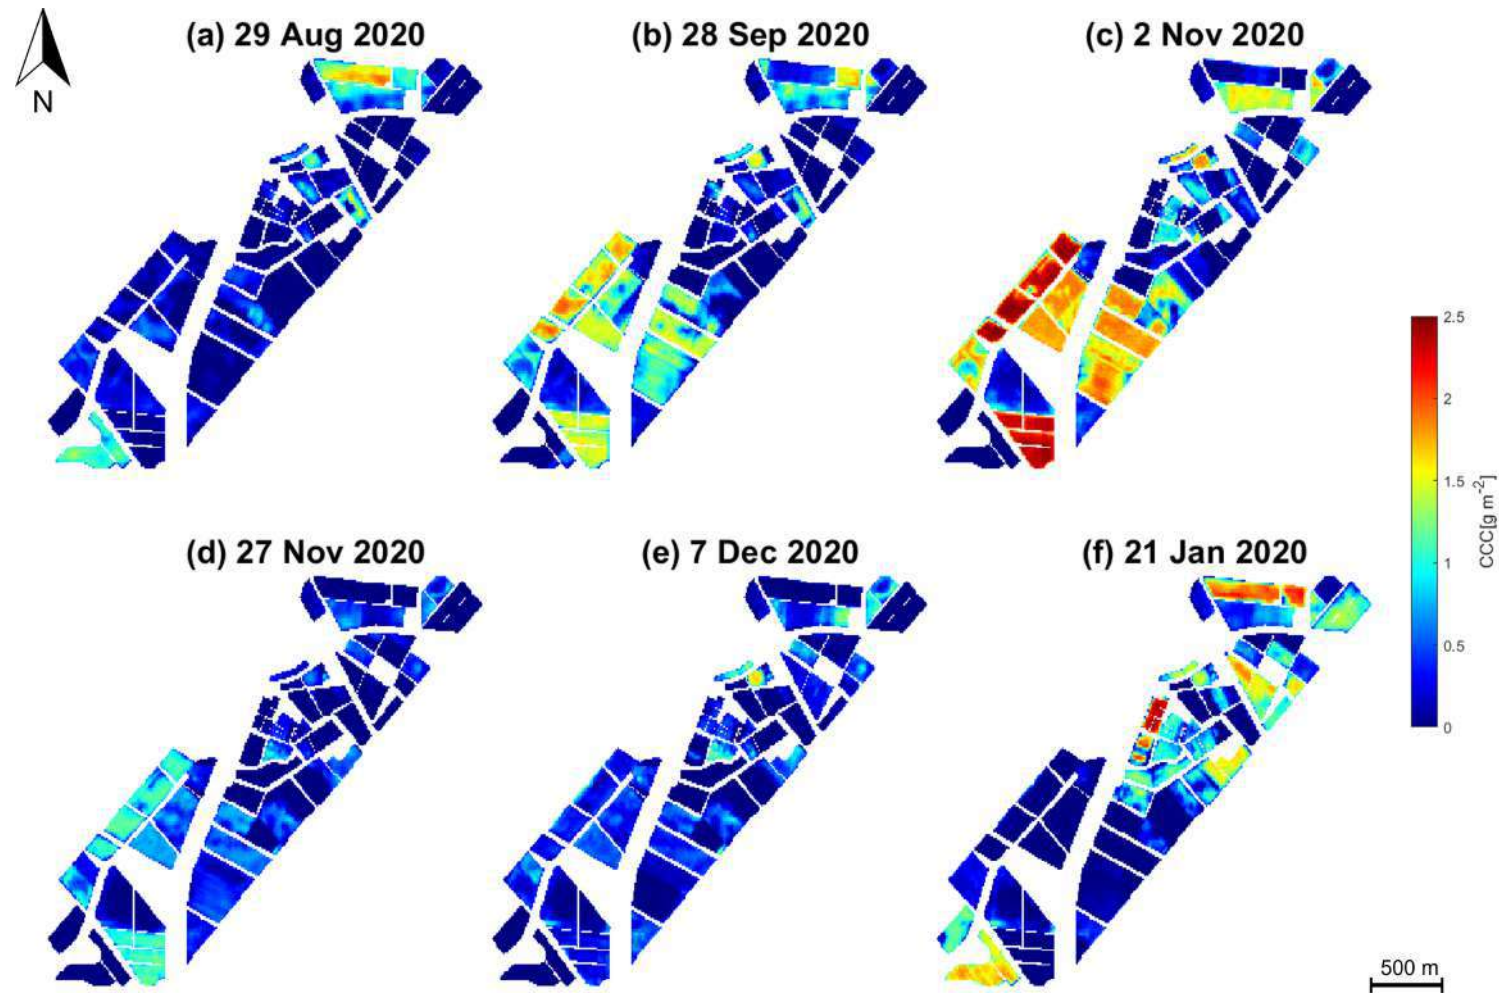 (a) 29 Aug 2020
(b) 28 Sep 2020
(c) 2 Nov 2020
N
2.5
2
1.5
1
0.5
0
CCC[g m⁻²]
(d) 27 Nov 2020
(e) 7 Dec 2020
(f) 21 Jan 2020
500 m